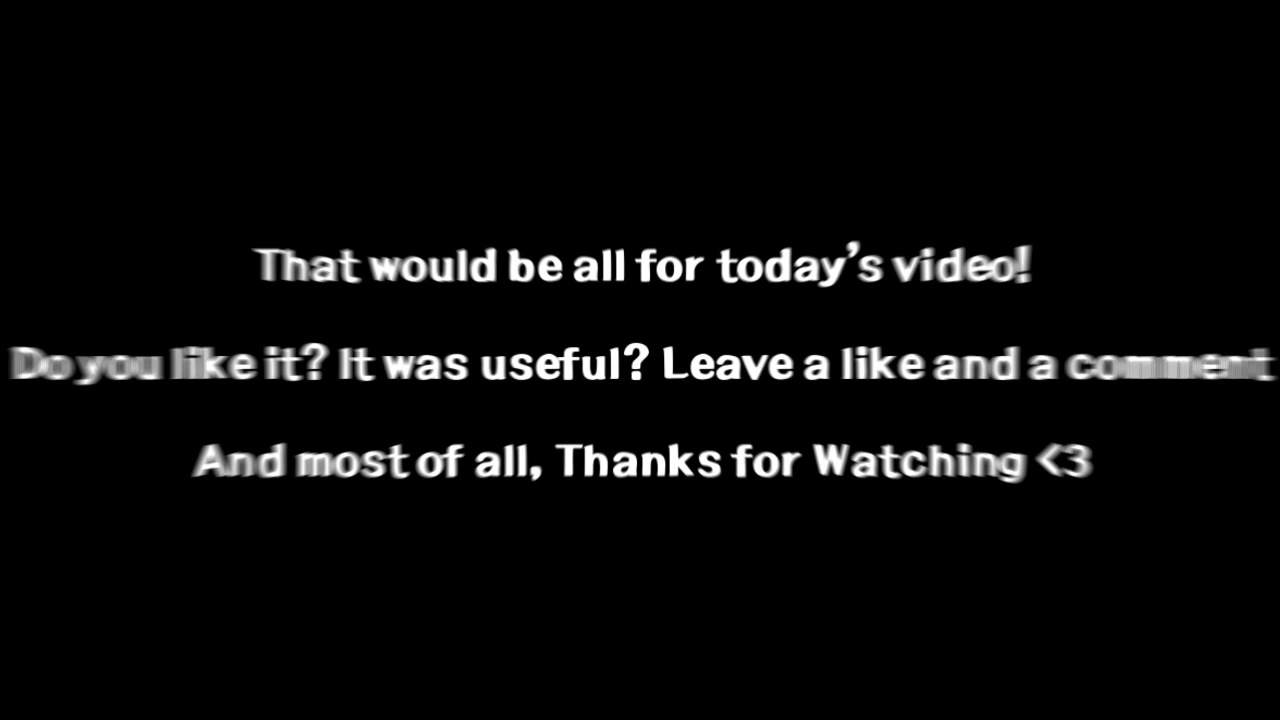 That would be all for today's video!
Do you like it? It was useful? Leave a like and a comment
And most of all, Thanks for Watching <3